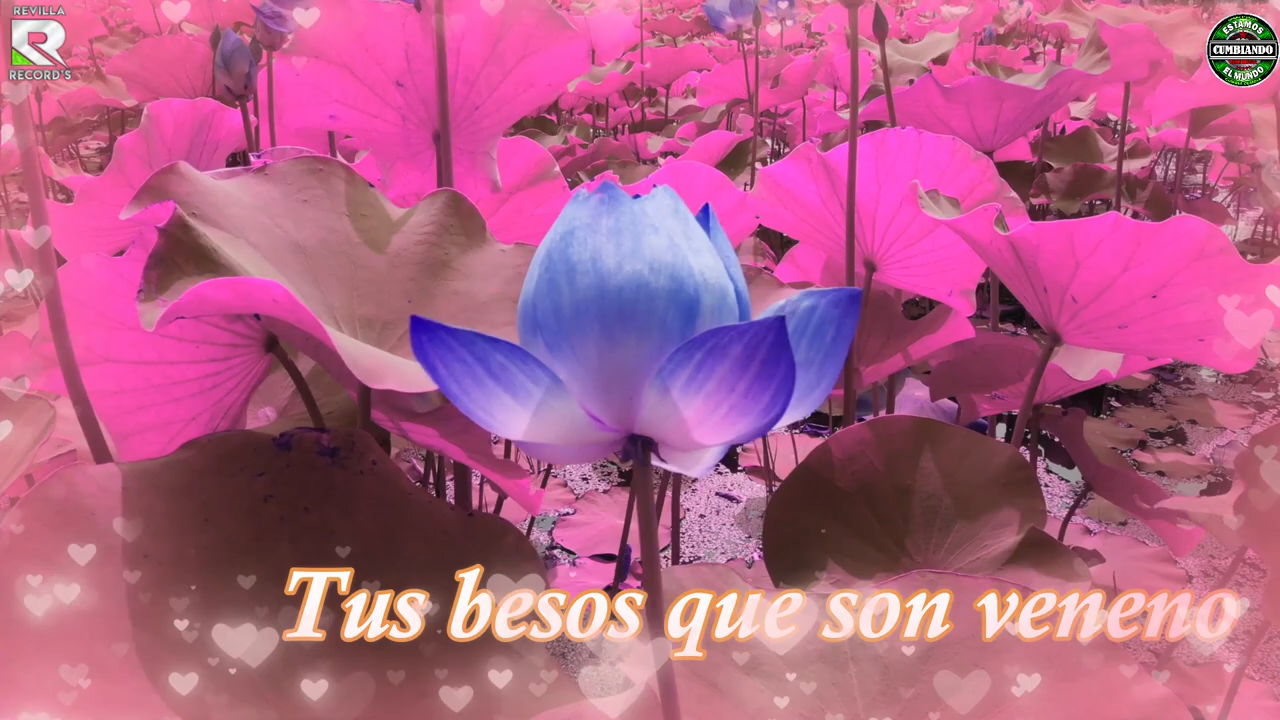 REVILLA
RECORD'S
ESTAMOS
CUMBIANDO
EL MUNDO
Tus besos que son veneno